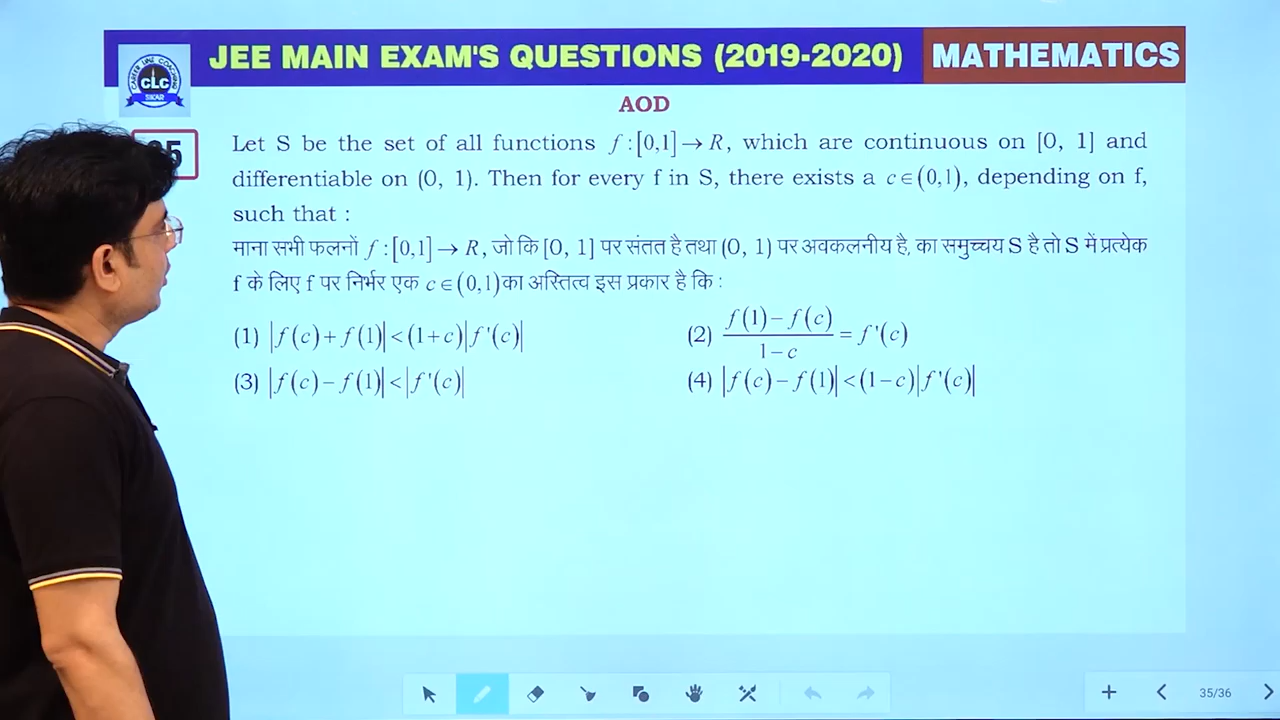 JEE MAIN EXAM'S QUESTIONS (2019-2020) MATHEMATICS
CLC
SIKAR
AOD
Let S be the set of all functions f : [0,1] → R, which are continuous on [0, 1] and
differentiable on (0, 1). Then for every f in S, there exists a c ∈ (0,1), depending on f,
such that :
माना सभी फलनों f : [0,1] → R, जो कि [0, 1] पर संतत है तथा (0, 1) पर अवकलनीय है, का समुच्चय S है तो S में प्रत्येक
f के लिए f पर निर्भर एक c ∈ (0,1) का अस्तित्व इस प्रकार है कि :
(1) |f(c) + f(1)| < (1+c)|f'(c)| (2) \frac{f(1) - f(c)}{1-c} = f'(c)
(3) |f(c) - f(1)| < |f'(c)| (4) |f(c) - f(1)| < (1-c)|f'(c)|
35/36